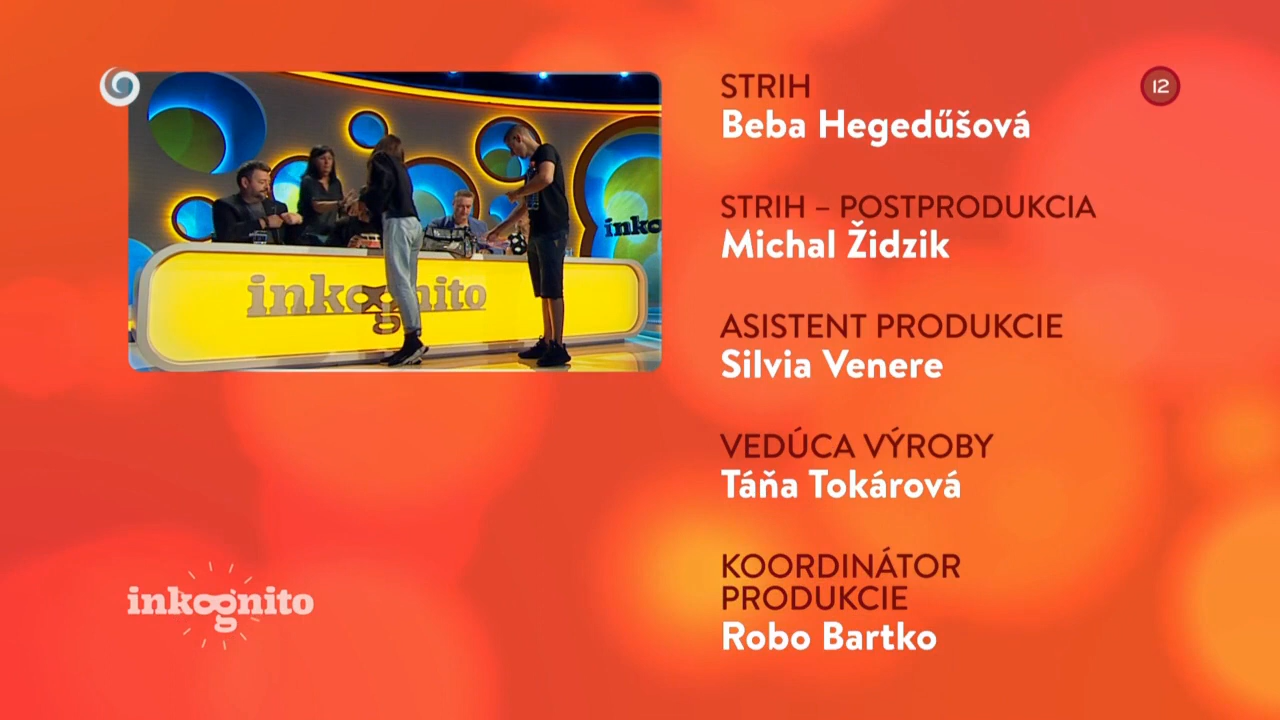 STRIH
Beba Hegedűšová
12
STRIH – POSTPRODUKCIA
Michal Židzik
ASISTENT PRODUKCIE
Silvia Venere
inko
inkognito
VEDÚCA VÝROBY
Táňa Tokárová
KOORDINÁTOR
PRODUKCIE
Robo Bartko
inkognito